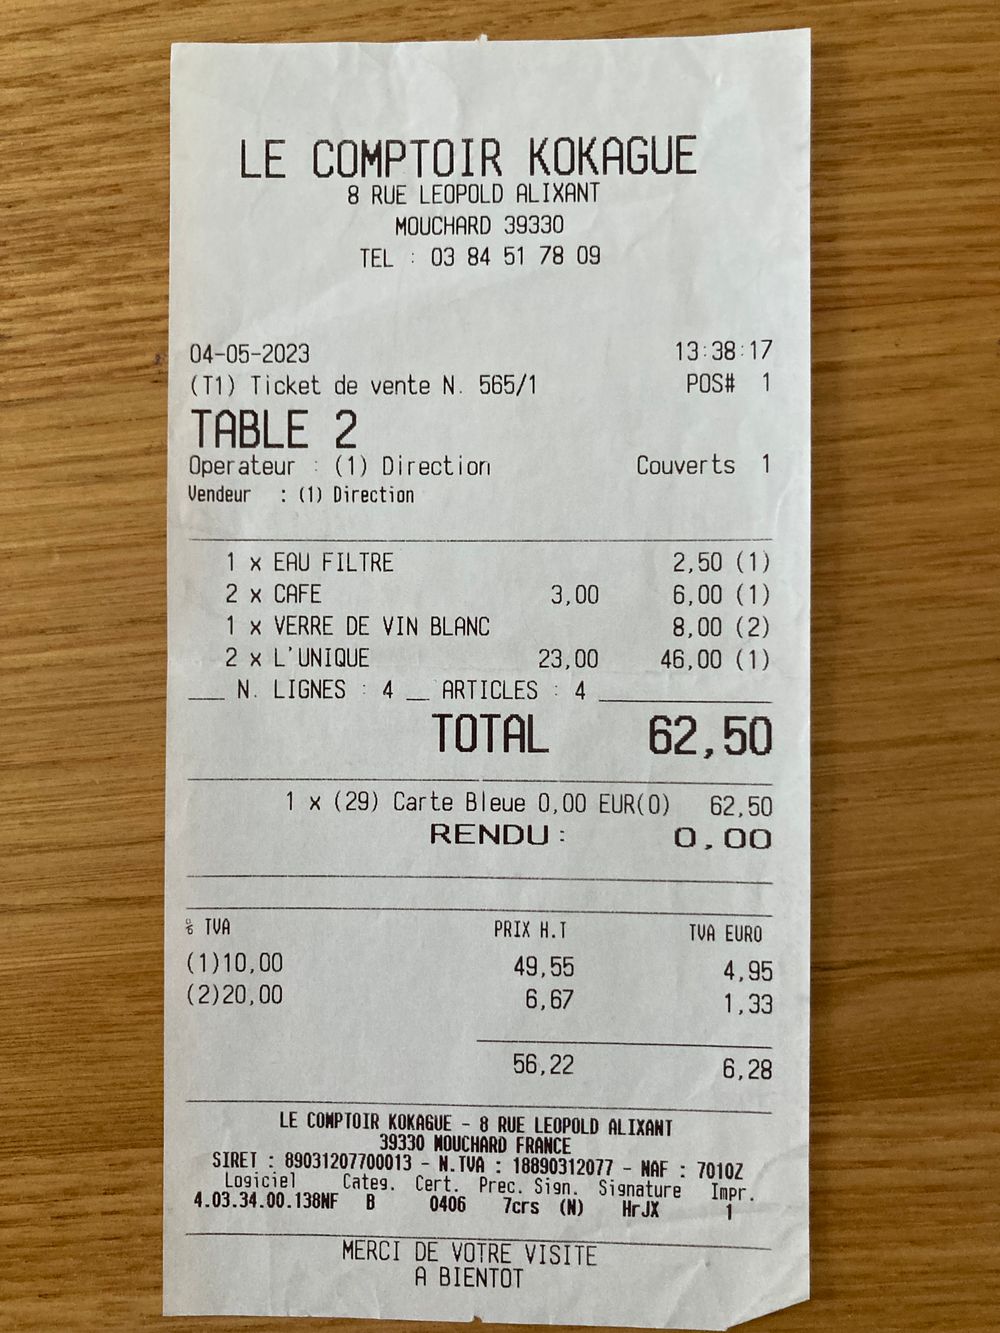 LE COMPTOIR KOKAGUE
8 RUE LEOPOLD ALIXANT
MOUCHARD 39330
TEL : 03 84 51 78 09
04-05-2023 13:38:17
(T1) Ticket de vente N. 565/1 POS# 1
TABLE 2
Operateur : (1) Direction Couverts 1
Vendeur : (1) Direction
1 x EAU FILTRE 2,50 (1)
2 x CAFE 3,00 6,00 (1)
1 x VERRE DE VIN BLANC 8,00 (2)
2 x L'UNIQUE 23,00 46,00 (1)
___ N. LIGNES : 4 __ ARTICLES : 4 ______________
TOTAL 62,50
1 x (29) Carte Bleue 0,00 EUR(0) 62,50
RENDU : 0,00
% TVA PRIX H.T TVA EURO
(1)10,00 49,55 4,95
(2)20,00 6,67 1,33
56,22 6,28
LE COMPTOIR KOKAGUE - 8 RUE LEOPOLD ALIXANT
39330 MOUCHARD FRANCE
SIRET : 89031207700013 - N.TVA : 18890312077 - NAF : 7010Z
Logiciel Categ. Cert. Prec. Sign. Signature Impr.
4.03.34.00.138NF B 0406 7crs (N) HrJX 1
MERCI DE VOTRE VISITE
A BIENTOT